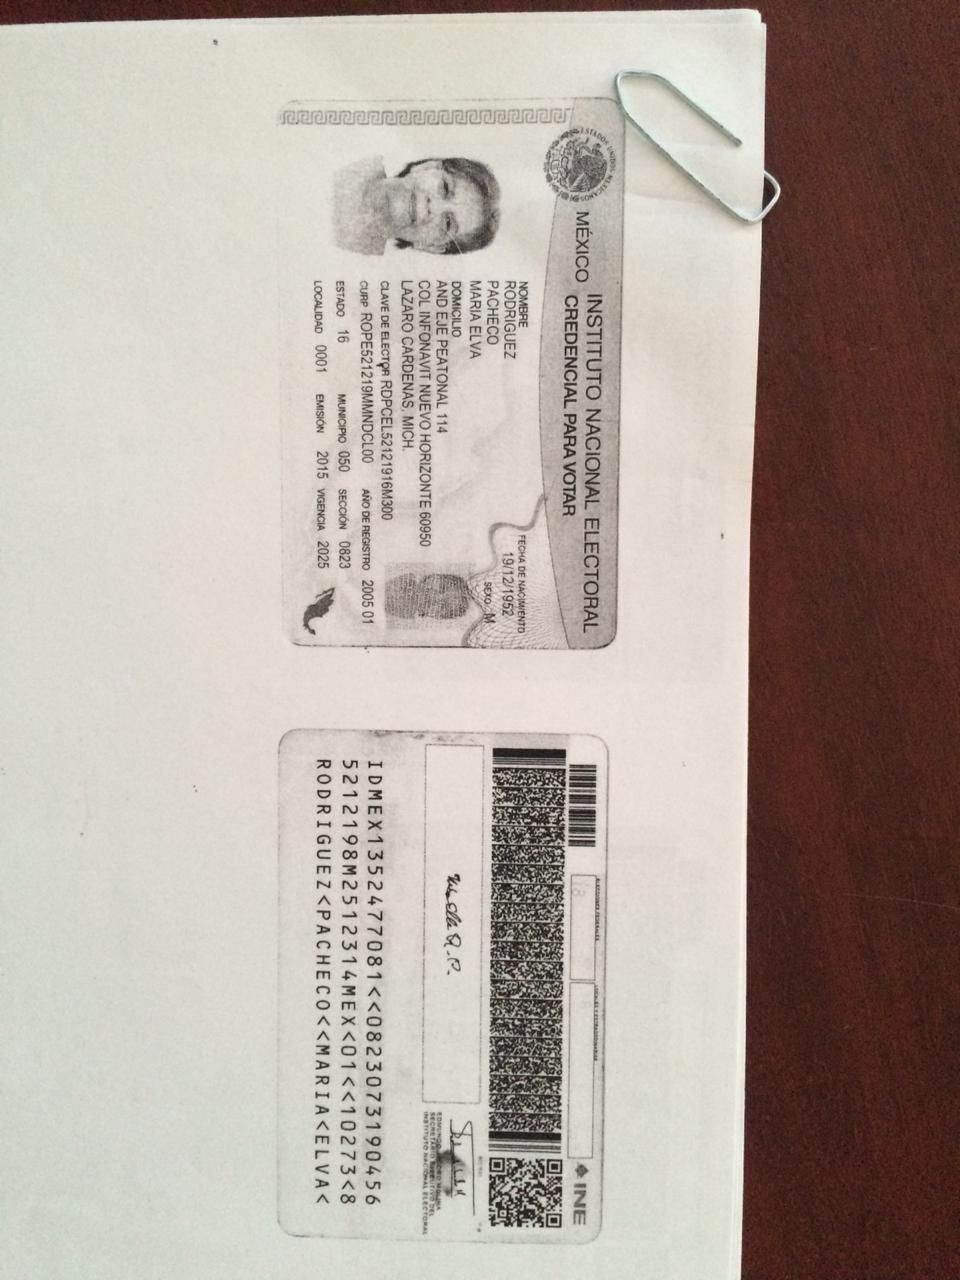 ESTADOS UNIDOS MEXICANOS
MÉXICO
INSTITUTO NACIONAL ELECTORAL
CREDENCIAL PARA VOTAR
NOMBRE
RODRIGUEZ
PACHECO
MARIA ELVA
FECHA DE NACIMIENTO
19/12/1952
SEXO M
DOMICILIO
AND EJE PEATONAL 114
COL INFONAVIT NUEVO HORIZONTE 60950
LAZARO CARDENAS, MICH.
CLAVE DE ELECTOR RDPCEL52121916M300
CURP ROPE521219MMNDCL00 AÑO DE REGISTRO 2005 01
ESTADO 16 MUNICIPIO 050 SECCIÓN 0823
LOCALIDAD 0001 EMISIÓN 2015 VIGENCIA 2025
ELECCIONES FEDERALES
LOCALES Y EXTRAORDINARIAS
18
INE
EDMUNDO JACOBO MOLINA
SECRETARIO EJECUTIVO DEL
INSTITUTO NACIONAL ELECTORAL
IDMEX1352477081<<0823073190456
5212198M2512314MEX<01<<10273<8
RODRIGUEZ<PACHECO<<MARIA<ELVA<